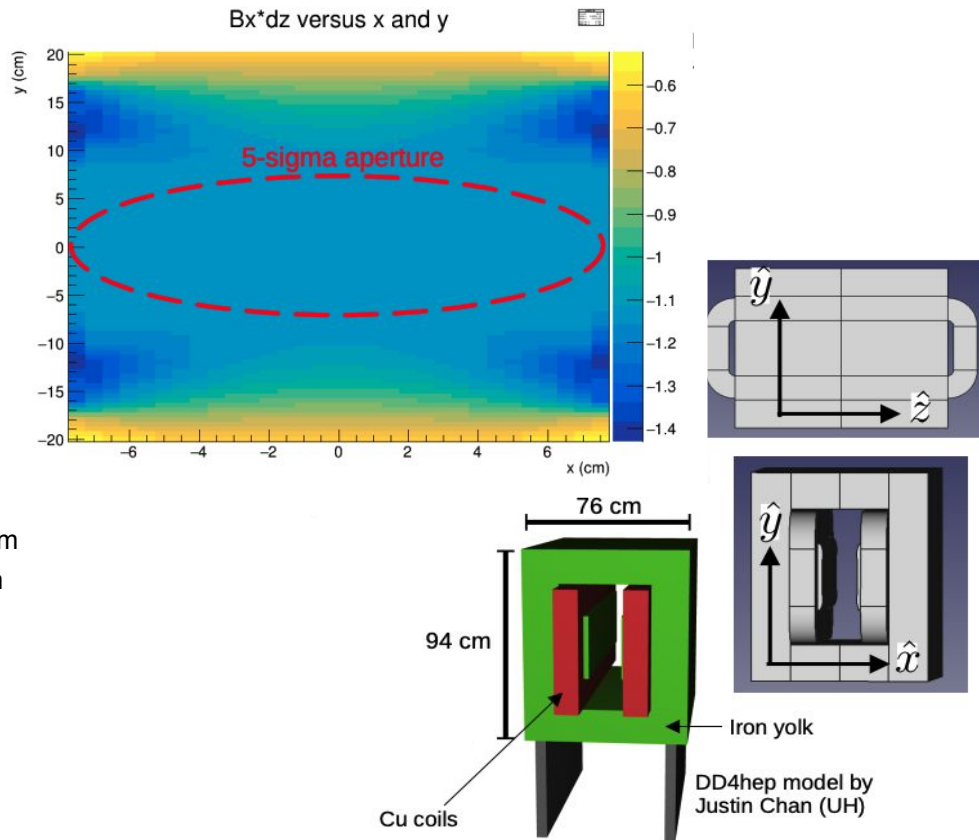 Bx*dz versus x and y
y (cm)
20
15
10
5
0
−5
−10
−15
−20
−6
−4
−2
0
2
4
6
x (cm)
−0.6
−0.7
−0.8
−0.9
−1
−1.1
−1.2
−1.3
−1.4
5-sigma aperture
ŷ
ẑ
ŷ
x̂
76 cm
94 cm
Iron yolk
Cu coils
DD4hep model by
Justin Chan (UH)